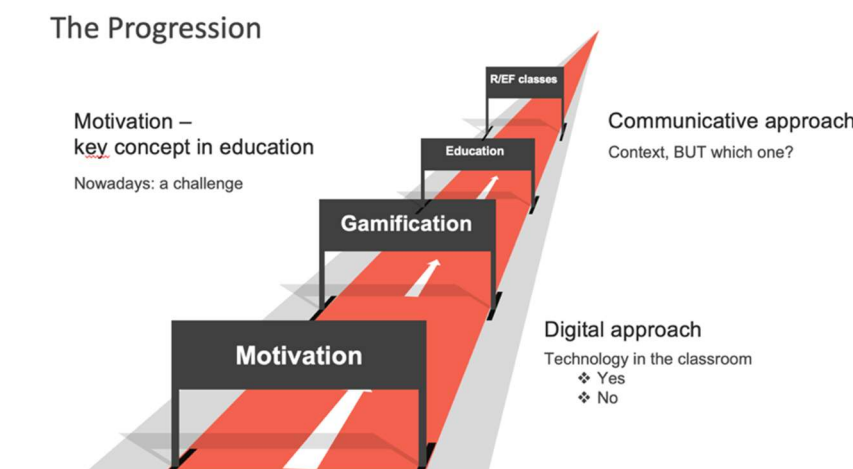 The Progression
R/EF classes
Motivation –
key concept in education
Nowadays: a challenge
Communicative approach
Context, BUT which one?
Education
Gamification
Digital approach
Technology in the classroom
❖ Yes
❖ No
Motivation